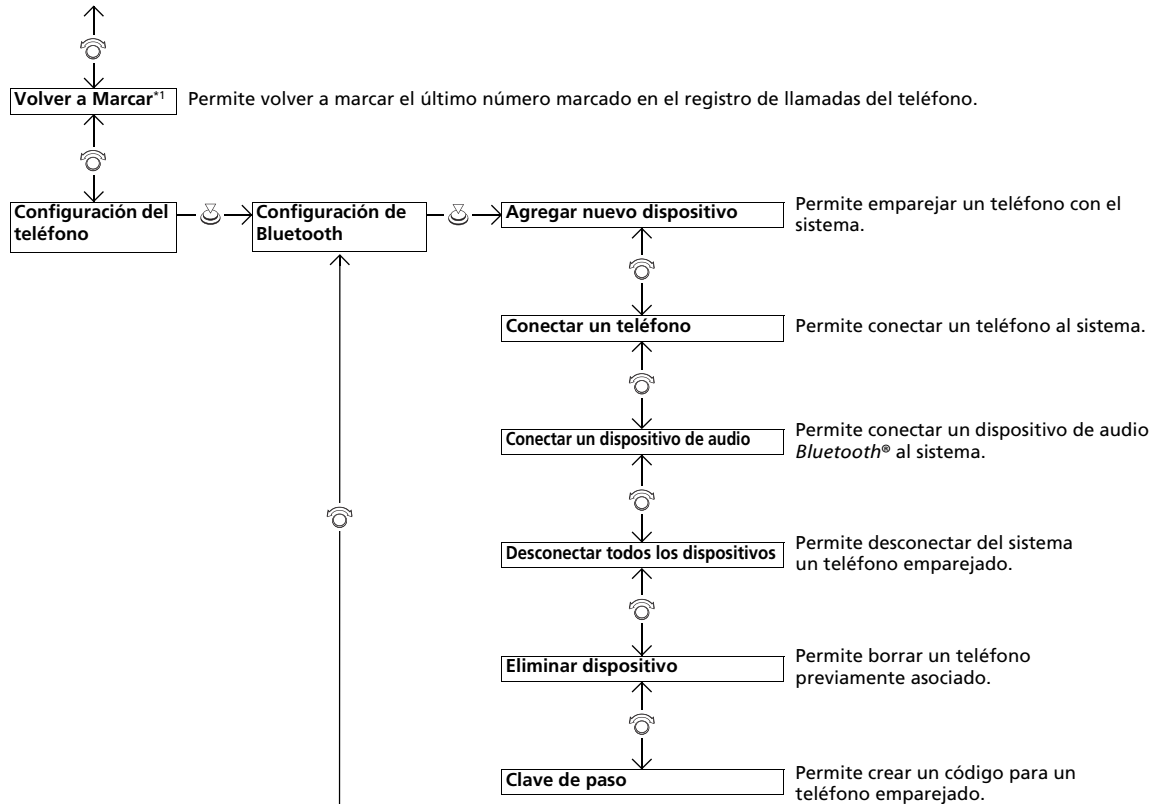 Volver a Marcar*1 Permite volver a marcar el último número marcado en el registro de llamadas del teléfono.
Configuración del
teléfono
Configuración de
Bluetooth
Agregar nuevo dispositivo
Permite emparejar un teléfono con el
sistema.
Conectar un teléfono
Permite conectar un teléfono al sistema.
Conectar un dispositivo de audio
Permite conectar un dispositivo de audio
Bluetooth® al sistema.
Desconectar todos los dispositivos
Permite desconectar del sistema
un teléfono emparejado.
Eliminar dispositivo
Permite borrar un teléfono
previamente asociado.
Clave de paso
Permite crear un código para un
teléfono emparejado.